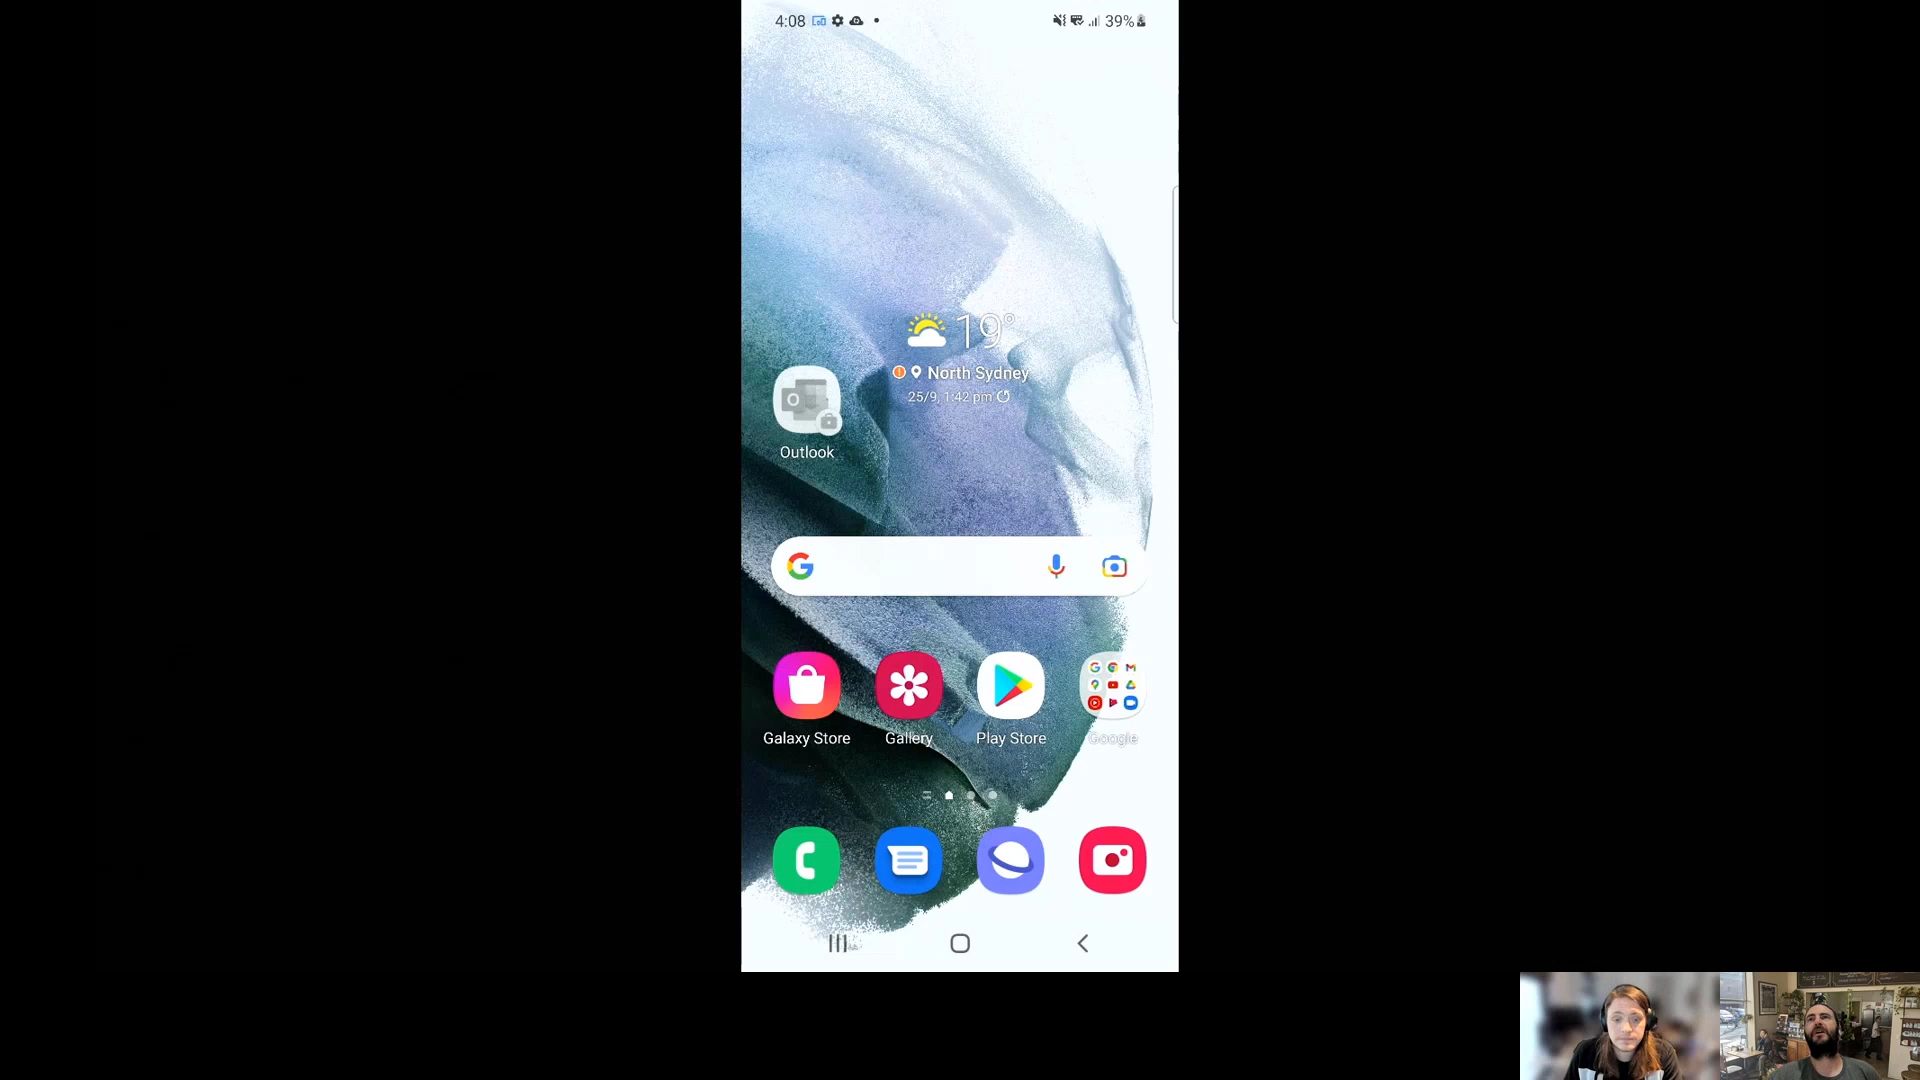 4:08 39%
19°
North Sydney
25/9, 1:42 pm
Outlook
Galaxy Store Gallery Play Store Google